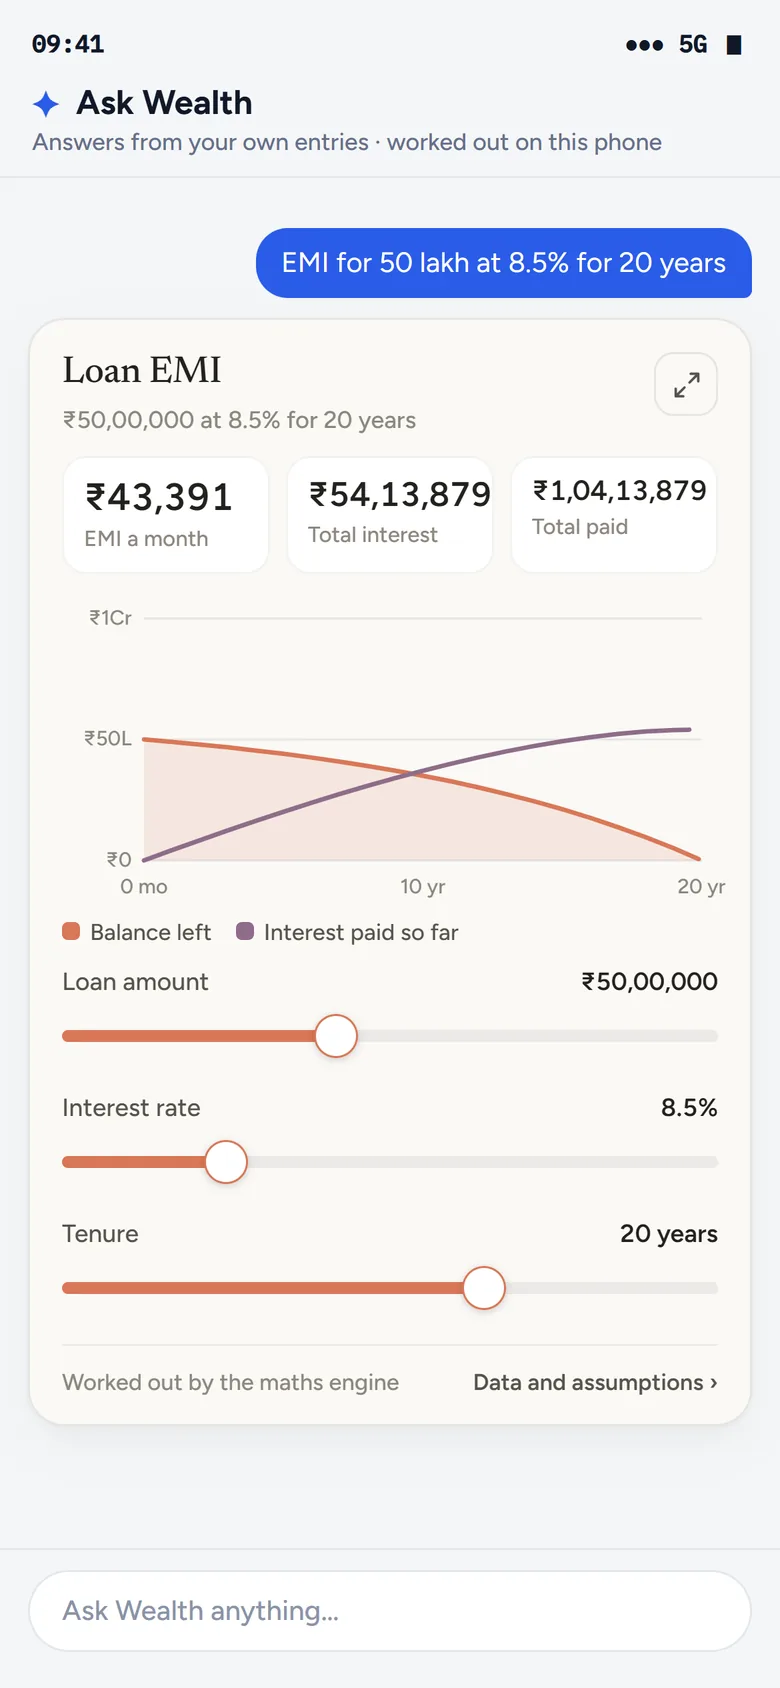 09:41 ●●● 5G
Ask Wealth
Answers from your own entries · worked out on this phone
EMI for 50 lakh at 8.5% for 20 years
Loan EMI
₹50,00,000 at 8.5% for 20 years
₹43,391
EMI a month
₹54,13,879
Total interest
₹1,04,13,879
Total paid
₹1Cr
₹50L
₹0
0 mo 10 yr 20 yr
Balance left Interest paid so far
Loan amount ₹50,00,000
Interest rate 8.5%
Tenure 20 years
Worked out by the maths engine Data and assumptions ›
Ask Wealth anything...